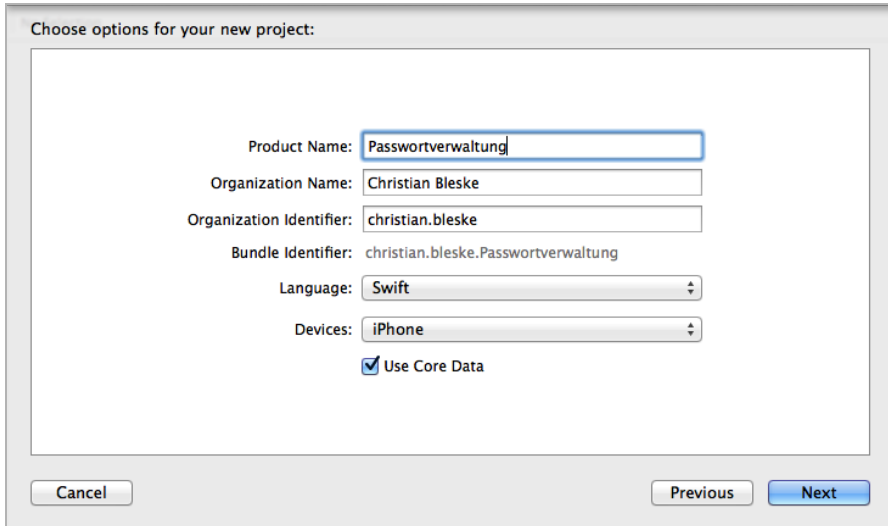 Choose options for your new project:
Product Name: Passwortverwaltung
Organization Name: Christian Bleske
Organization Identifier: christian.bleske
Bundle Identifier: christian.bleske.Passwortverwaltung
Language: Swift
Devices: iPhone
Use Core Data
Cancel Previous Next